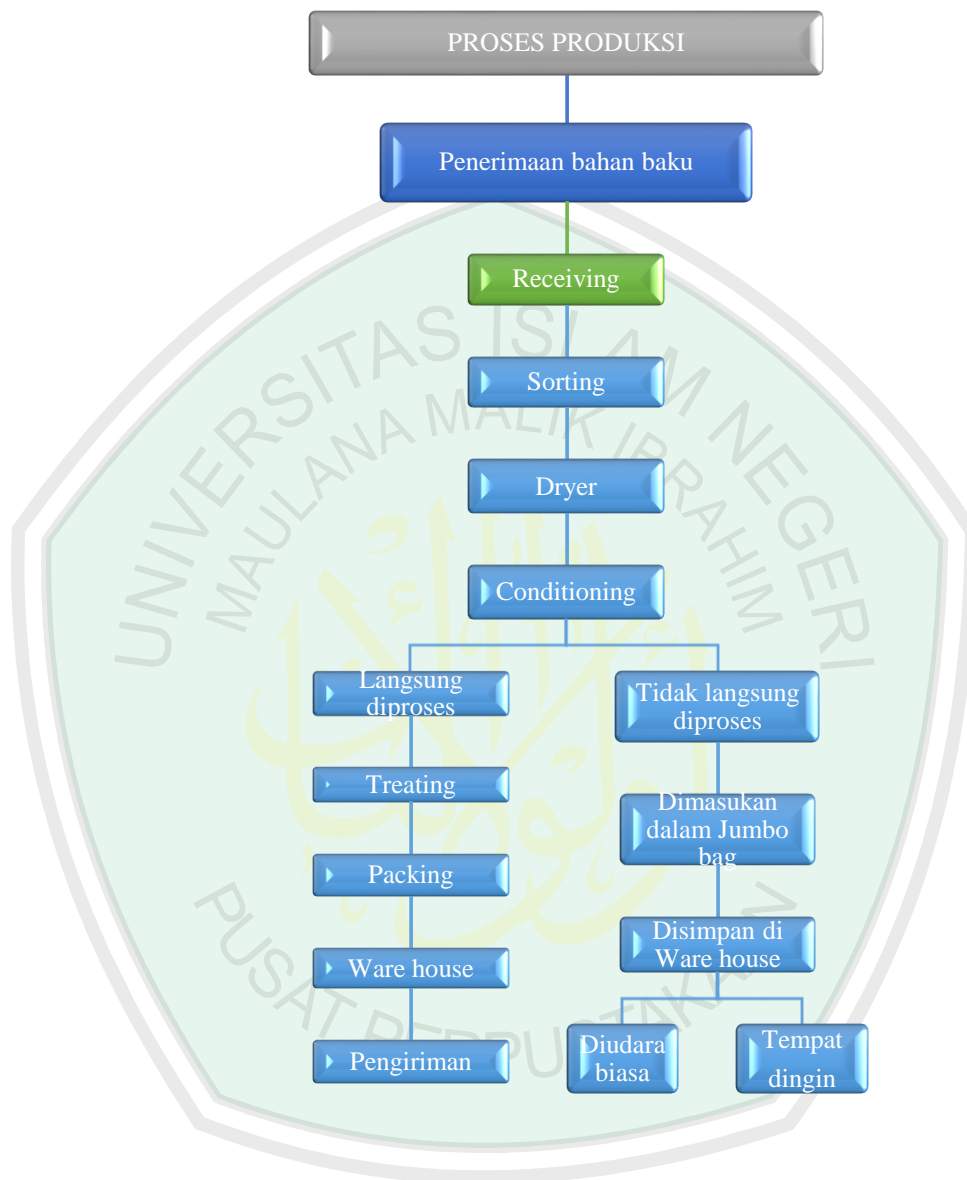 PROSES PRODUKSI
Penerimaan bahan baku
Receiving
Sorting
Dryer
Conditioning
Langsung
diproses
Treating
Packing
Ware house
Pengiriman
Tidak langsung
diproses
Dimasukan
dalam Jumbo
bag
Disimpan di
Ware house
Diudara
biasa
Tempat
dingin
UNIVERSITAS ISLAM NEGERI
MAULANA MALIK IBRAHIM
PUSAT PERPUSTAKAAN